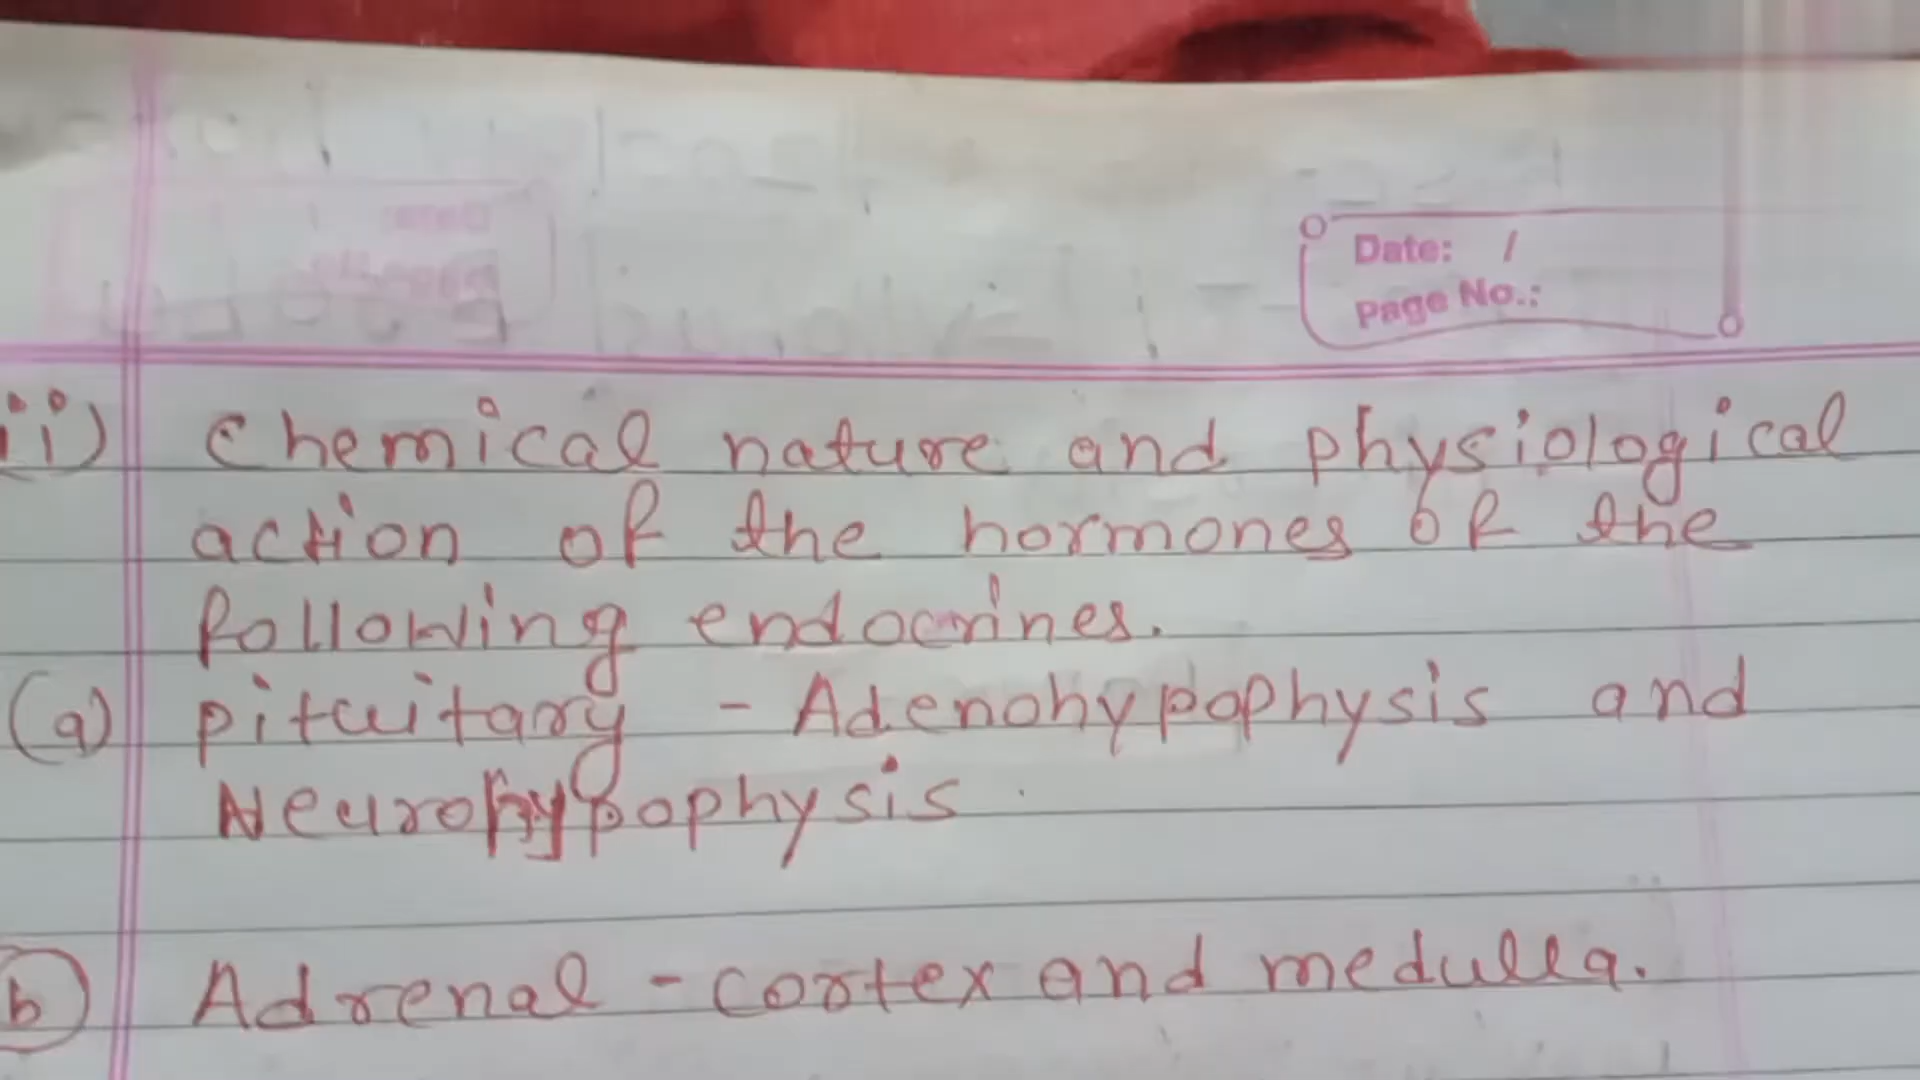 Date: /
Page No.:
ii) Chemical nature and physiological
action of the hormones of the
following endocrines.
(a) pituitary - Adenohypophysis and
Neurohypophysis.
(b) Adrenal - cortex and medulla.